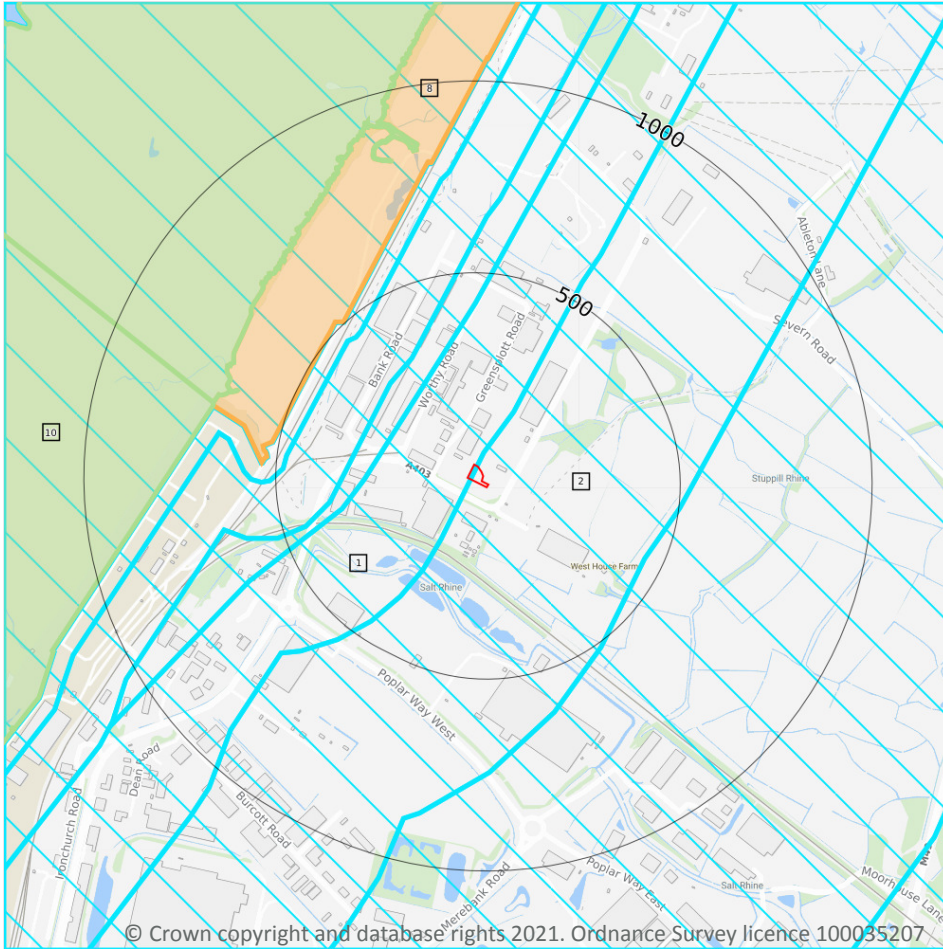 8
1000
Ableton Lane
500
Severn Road
Bank Road
Worthy Road
Greensplott Road
10
A403
2
Stuppill Rhine
1
West House Farm
Salt Rhine
Poplar Way West
Dean Road
Ironchurch Road
Burcott Road
Merebank Road
Poplar Way East
Salt Rhine
Moorhouse Lane
© Crown copyright and database rights 2021. Ordnance Survey licence 100035207